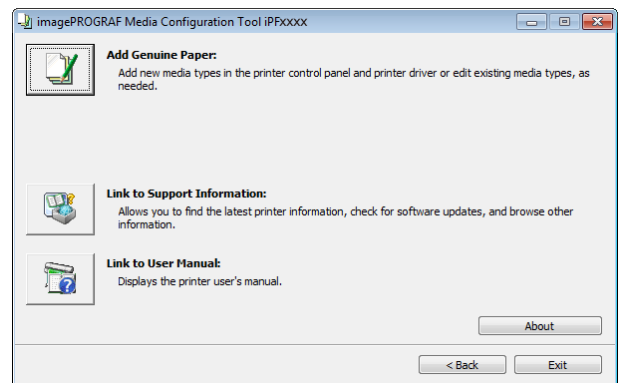 imagePROGRAF Media Configuration Tool iPFxxxx
Add Genuine Paper:
Add new media types in the printer control panel and printer driver or edit existing media types, as
needed.
Link to Support Information:
Allows you to find the latest printer information, check for software updates, and browse other
information.
Link to User Manual:
Displays the printer user's manual.
About
< Back
Exit